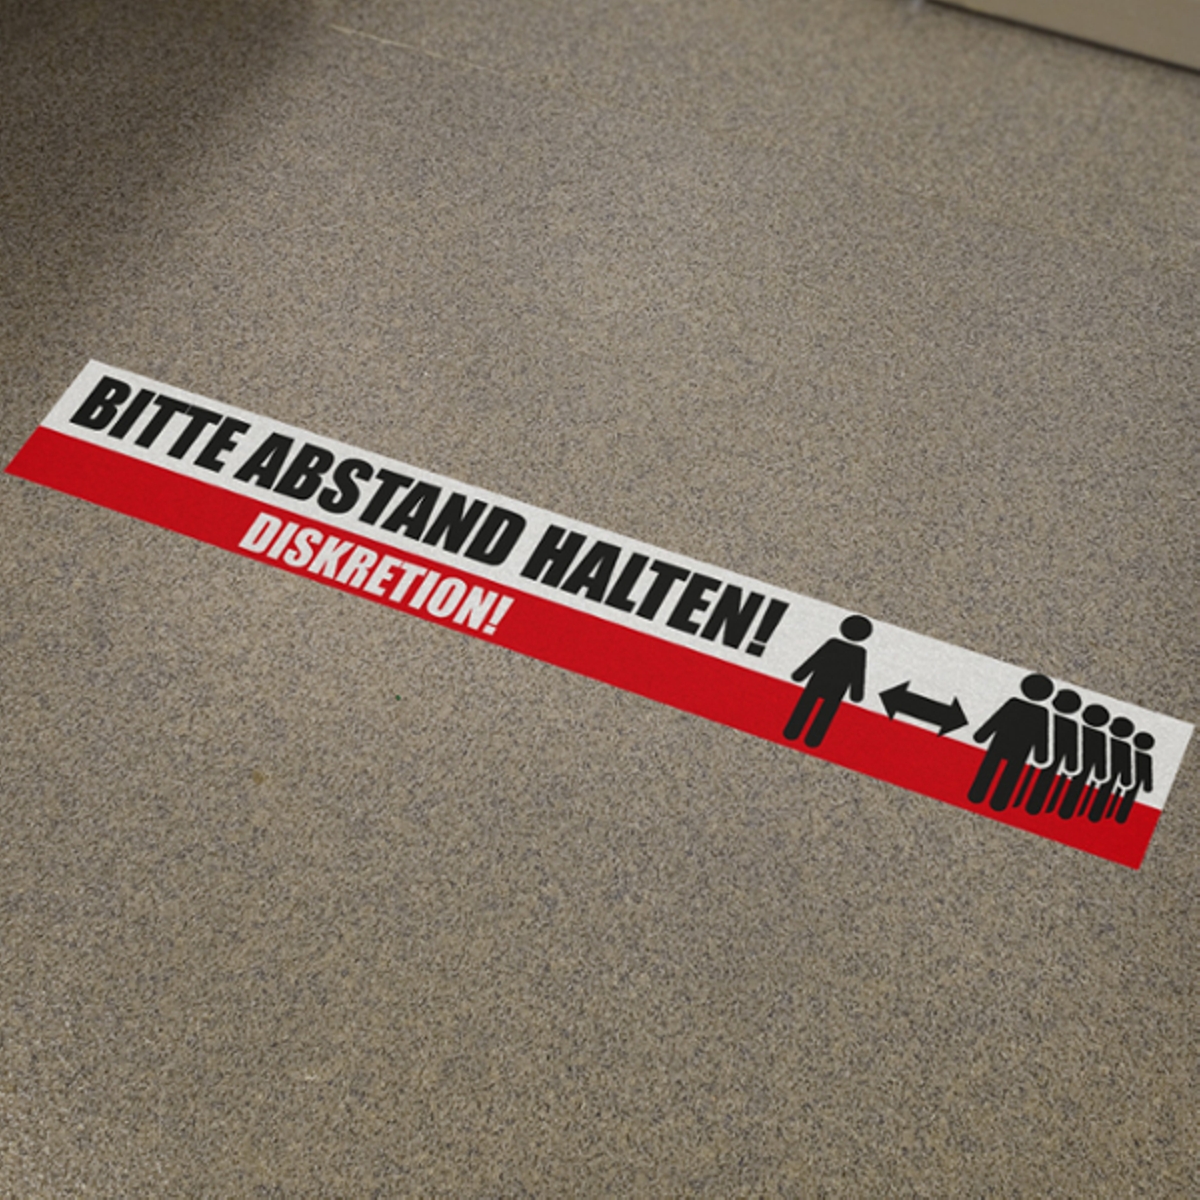 BITTE ABSTAND HALTEN!
DISKRETION!